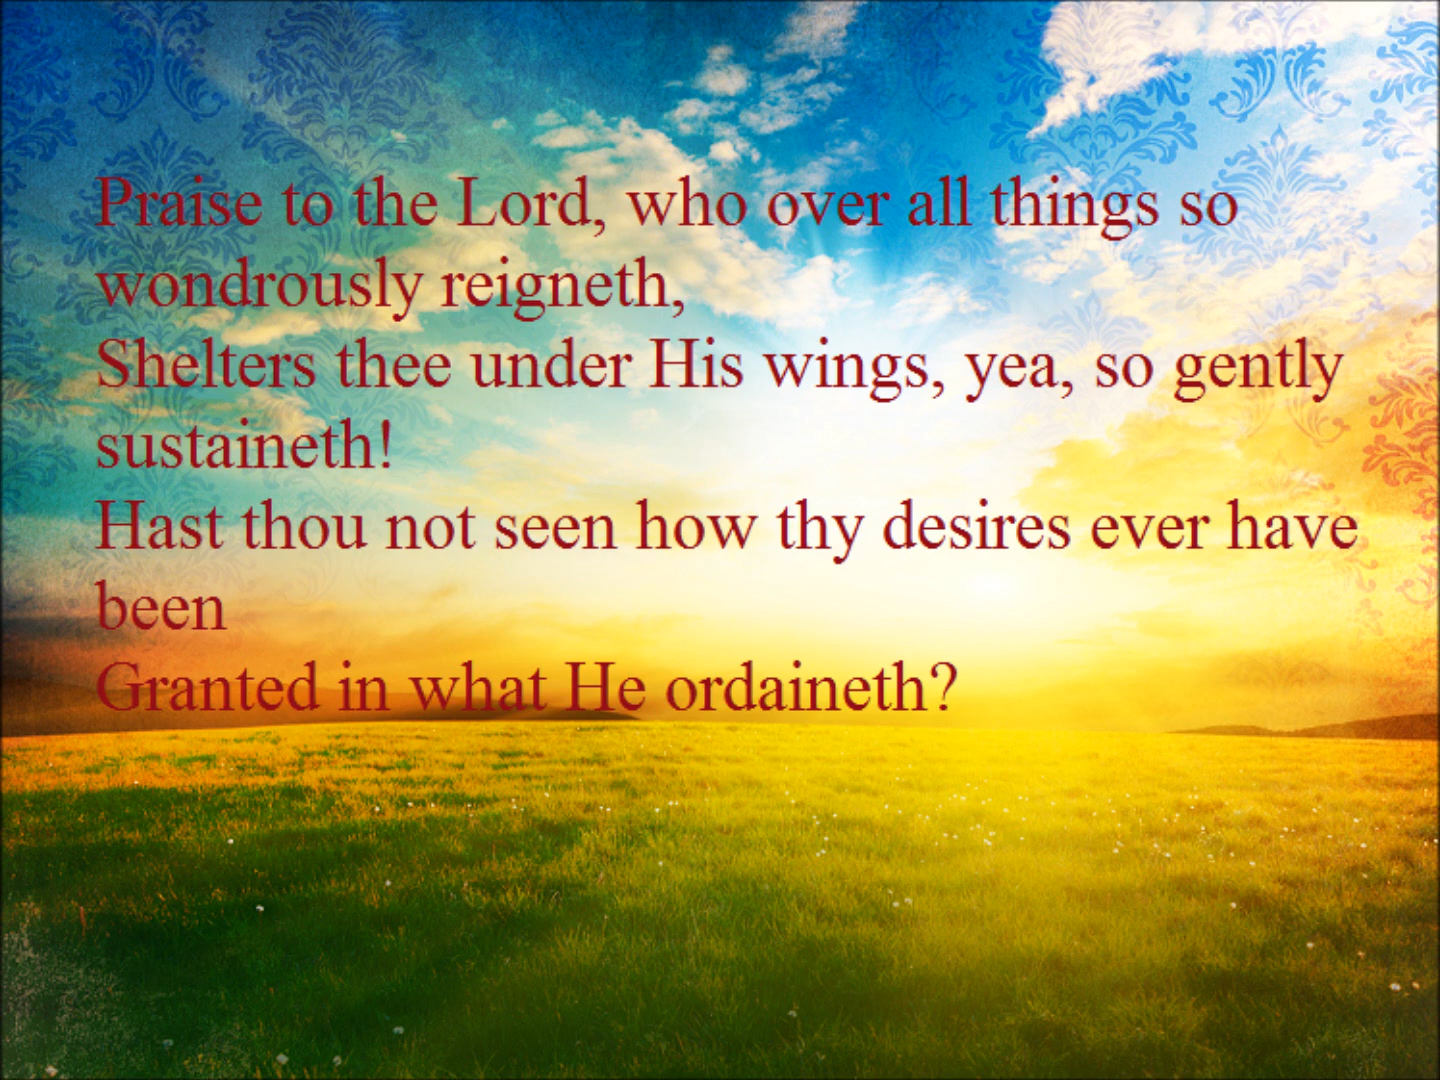 Praise to the Lord, who over all things so
wondrously reigneth,
Shelters thee under His wings, yea, so gently
sustaineth!
Hast thou not seen how thy desires ever have
been
Granted in what He ordaineth?